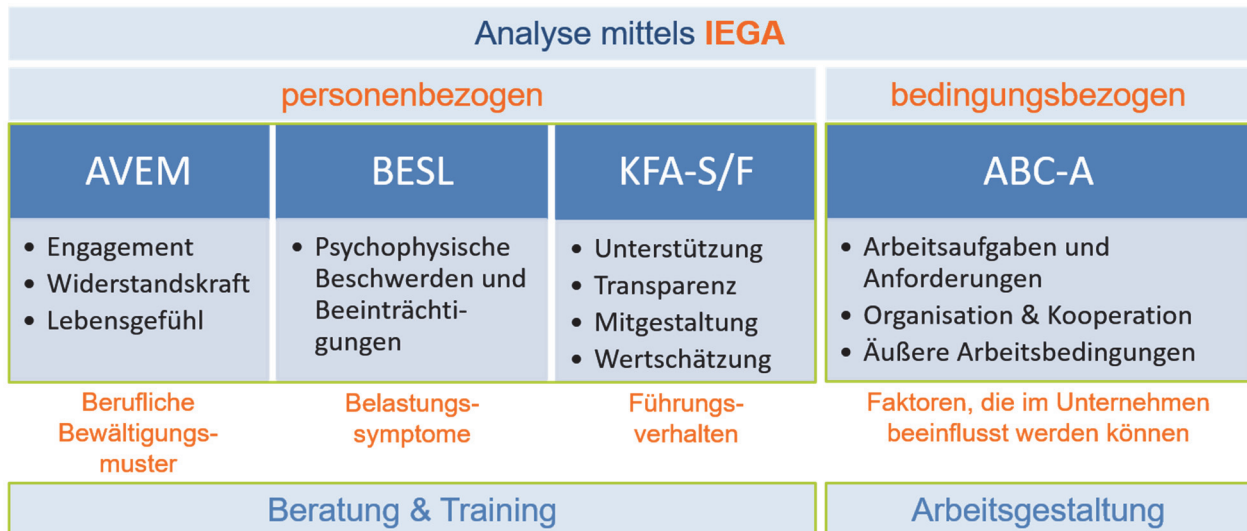 Analyse mittels IEGA
personenbezogen
bedingungsbezogen
AVEM
BESL
KFA-S/F
ABC-A
• Engagement
• Widerstandskraft
• Lebensgefühl
• Psychophysische
Beschwerden und
Beeinträchti-
gungen
• Unterstützung
• Transparenz
• Mitgestaltung
• Wertschätzung
• Arbeitsaufgaben und
Anforderungen
• Organisation & Kooperation
• Äußere Arbeitsbedingungen
Berufliche
Bewältigungs-
muster
Belastungs-
symptome
Führungs-
verhalten
Faktoren, die im Unternehmen
beeinflusst werden können
Beratung & Training
Arbeitsgestaltung